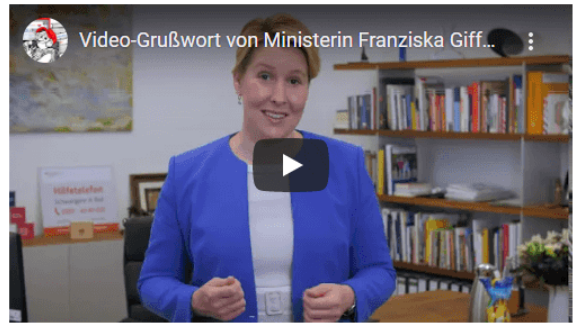 Video-Grußwort von Ministerin Franziska Giff...
Hilfetelefon
Schwangere in Not